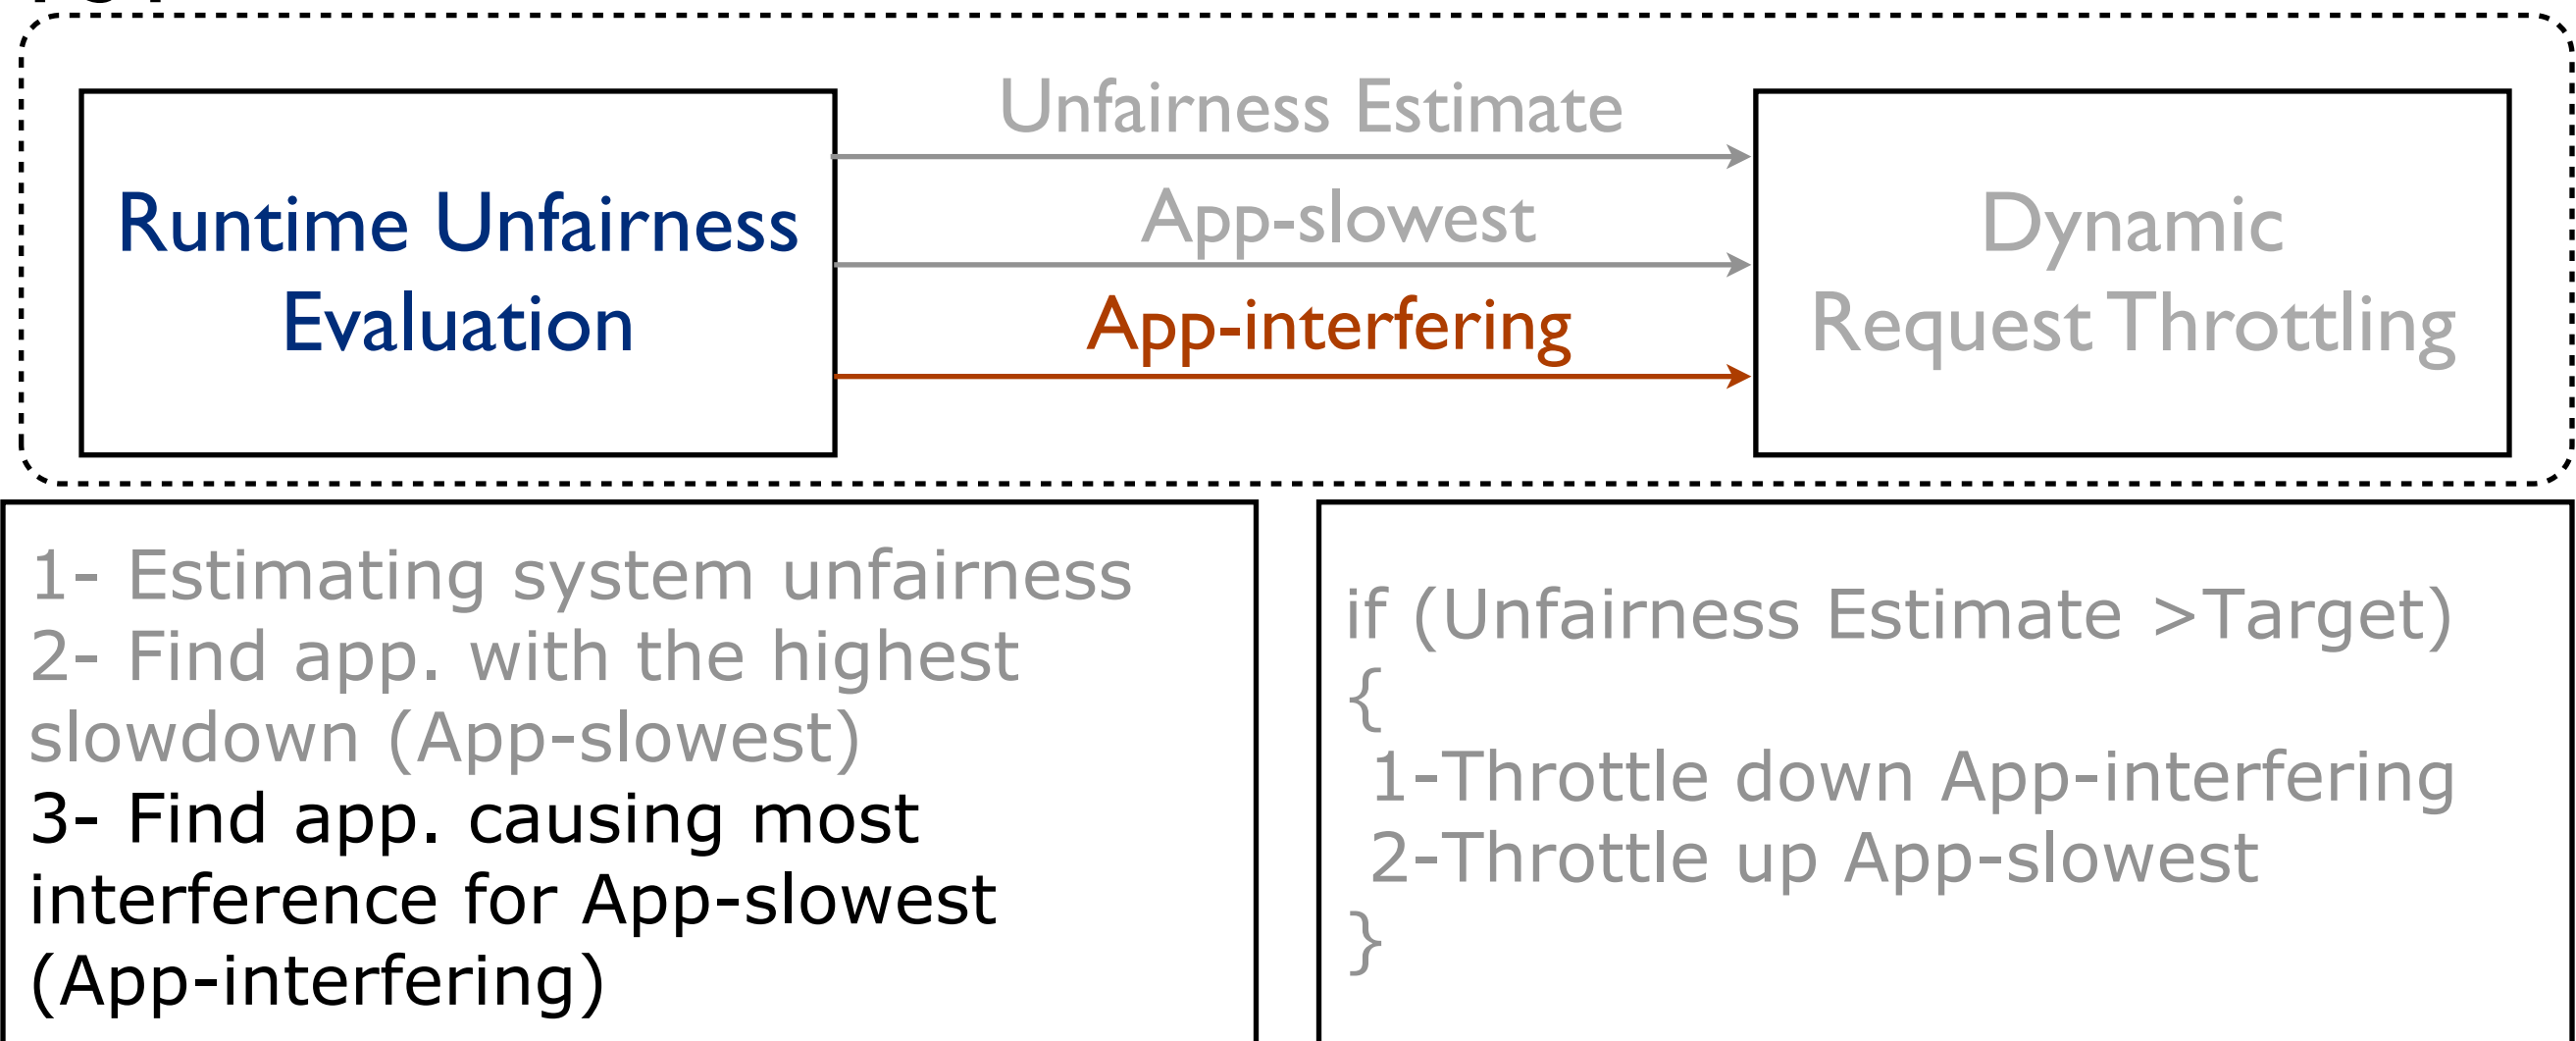 Unfairness Estimate
Runtime Unfairness
Evaluation
App-slowest
App-interfering
Dynamic
Request Throttling
1- Estimating system unfairness
2- Find app. with the highest
slowdown (App-slowest)
3- Find app. causing most
interference for App-slowest
(App-interfering)
if (Unfairness Estimate >Target)
{
1-Throttle down App-interfering
2-Throttle up App-slowest
}